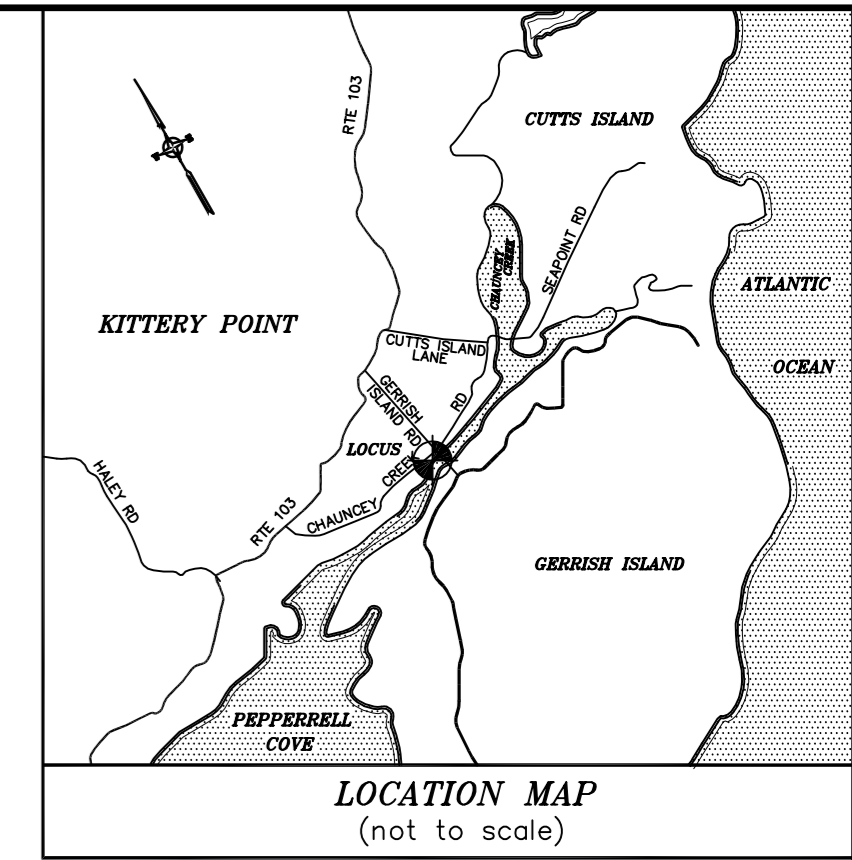 RTE 103
CUTTS ISLAND
SEAPOINT RD
CHAUNCEY
CREEK
ATLANTIC
OCEAN
KITTERY POINT
CUTTS ISLAND
LANE
GERRISH
ISLAND RD
RD
LOCUS
CREEK
CHAUNCEY
HALEY RD
RTE 103
GERRISH ISLAND
PEPPERRELL
COVE
LOCATION MAP
(not to scale)